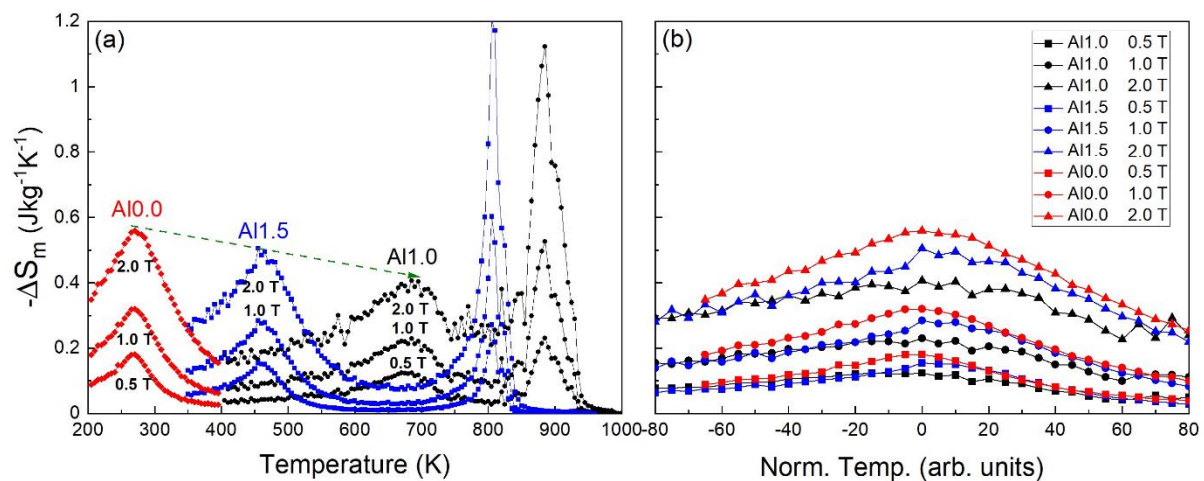 (a)
-ΔSₘ (Jkg⁻¹K⁻¹)
1.2
1
0.8
0.6
0.4
0.2
0
Al0.0
2.0 T
1.0 T
0.5 T
Al1.5
2.0 T
1.0 T
Al1.0
2.0 T
1.0 T
0.5 T
200 300 400 500 600 700 800 900 1000
Temperature (K)
(b)
Al1.0 0.5 T
Al1.0 1.0 T
Al1.0 2.0 T
Al1.5 0.5 T
Al1.5 1.0 T
Al1.5 2.0 T
Al0.0 0.5 T
Al0.0 1.0 T
Al0.0 2.0 T
-80 -60 -40 -20 0 20 40 60 80
Norm. Temp. (arb. units)